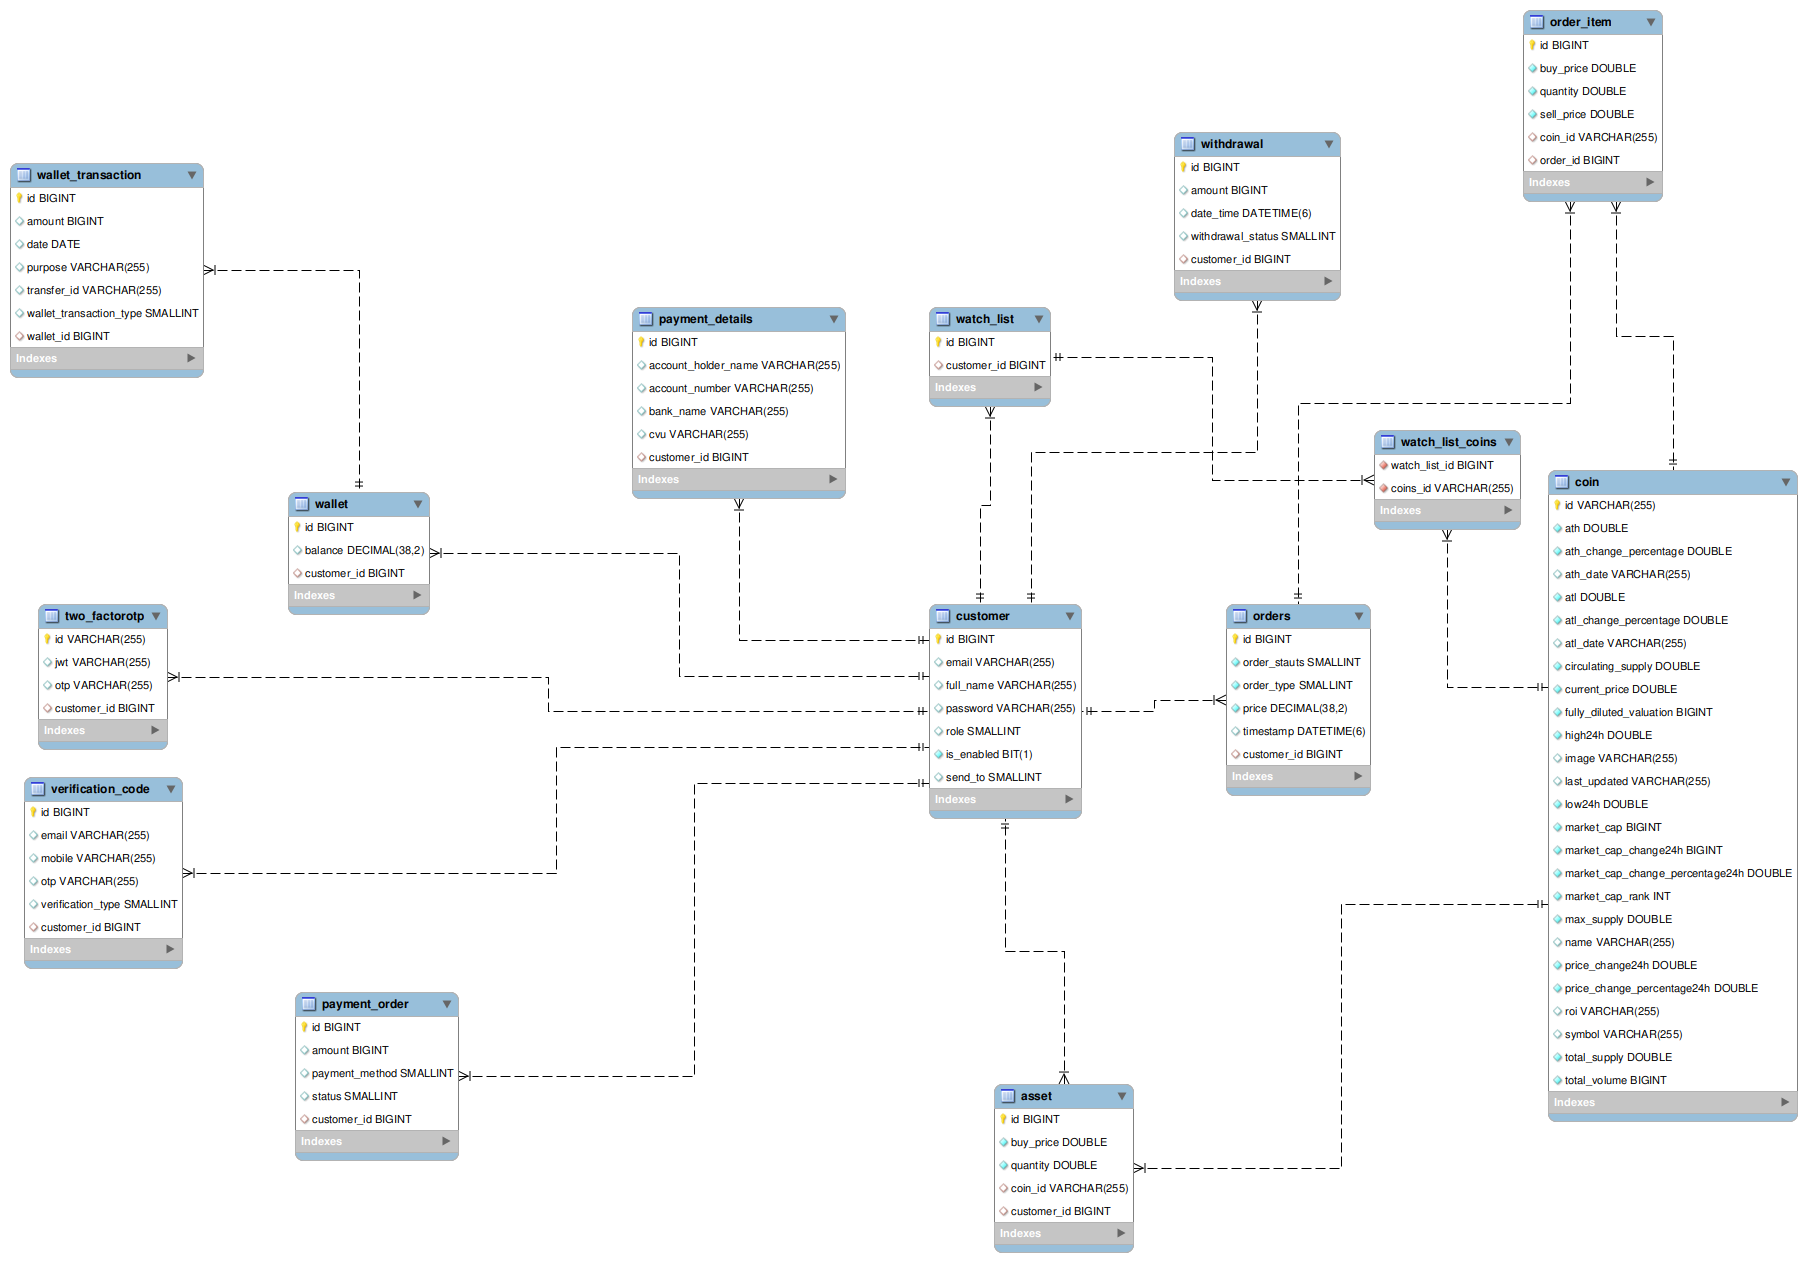 order_item
id BIGINT
buy_price DOUBLE
quantity DOUBLE
sell_price DOUBLE
coin_id VARCHAR(255)
order_id BIGINT
Indexes
withdrawal
id BIGINT
amount BIGINT
date_time DATETIME(6)
withdrawal_status SMALLINT
customer_id BIGINT
Indexes
wallet_transaction
id BIGINT
amount BIGINT
date DATE
purpose VARCHAR(255)
transfer_id VARCHAR(255)
wallet_transaction_type SMALLINT
wallet_id BIGINT
Indexes
payment_details
id BIGINT
account_holder_name VARCHAR(255)
account_number VARCHAR(255)
bank_name VARCHAR(255)
cvu VARCHAR(255)
customer_id BIGINT
Indexes
watch_list
id BIGINT
customer_id BIGINT
Indexes
watch_list_coins
watch_list_id BIGINT
coins_id VARCHAR(255)
Indexes
coin
id VARCHAR(255)
ath DOUBLE
ath_change_percentage DOUBLE
ath_date VARCHAR(255)
atl DOUBLE
atl_change_percentage DOUBLE
atl_date VARCHAR(255)
circulating_supply DOUBLE
current_price DOUBLE
fully_diluted_valuation BIGINT
high24h DOUBLE
image VARCHAR(255)
last_updated VARCHAR(255)
low24h DOUBLE
market_cap BIGINT
market_cap_change24h BIGINT
market_cap_change_percentage24h DOUBLE
market_cap_rank INT
max_supply DOUBLE
name VARCHAR(255)
price_change24h DOUBLE
price_change_percentage24h DOUBLE
roi VARCHAR(255)
symbol VARCHAR(255)
total_supply DOUBLE
total_volume BIGINT
Indexes
wallet
id BIGINT
balance DECIMAL(38,2)
customer_id BIGINT
Indexes
two_factorotp
id VARCHAR(255)
jwt VARCHAR(255)
otp VARCHAR(255)
customer_id BIGINT
Indexes
customer
id BIGINT
email VARCHAR(255)
full_name VARCHAR(255)
password VARCHAR(255)
role SMALLINT
is_enabled BIT(1)
send_to SMALLINT
Indexes
orders
id BIGINT
order_stauts SMALLINT
order_type SMALLINT
price DECIMAL(38,2)
timestamp DATETIME(6)
customer_id BIGINT
Indexes
verification_code
id BIGINT
email VARCHAR(255)
mobile VARCHAR(255)
otp VARCHAR(255)
verification_type SMALLINT
customer_id BIGINT
Indexes
payment_order
id BIGINT
amount BIGINT
payment_method SMALLINT
status SMALLINT
customer_id BIGINT
Indexes
asset
id BIGINT
buy_price DOUBLE
quantity DOUBLE
coin_id VARCHAR(255)
customer_id BIGINT
Indexes